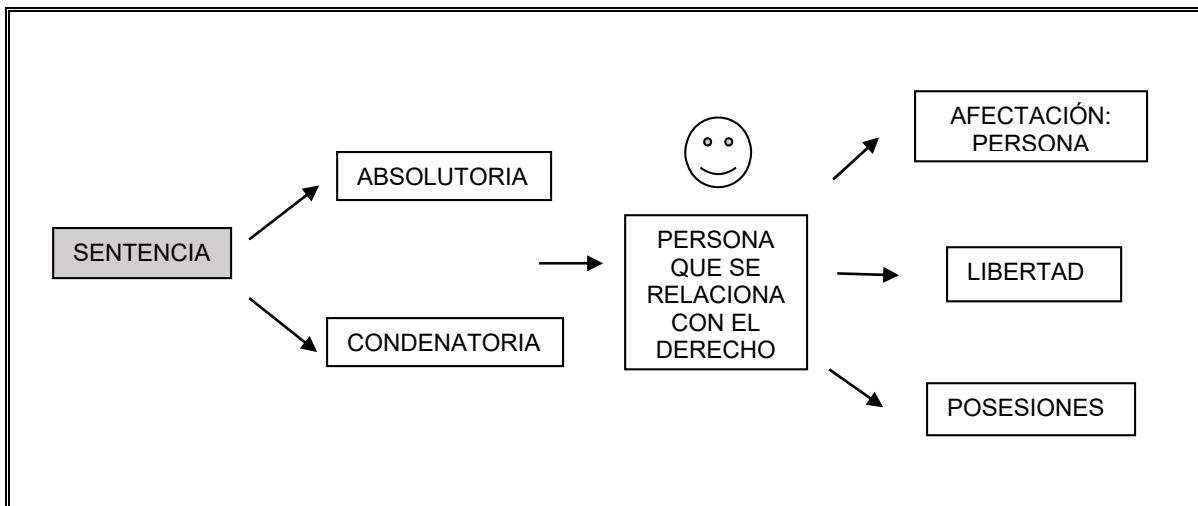 SENTENCIA
ABSOLUTORIA
CONDENATORIA
PERSONA
QUE SE
RELACIONA
CON EL
DERECHO
AFECTACIÓN:
PERSONA
LIBERTAD
POSESIONES